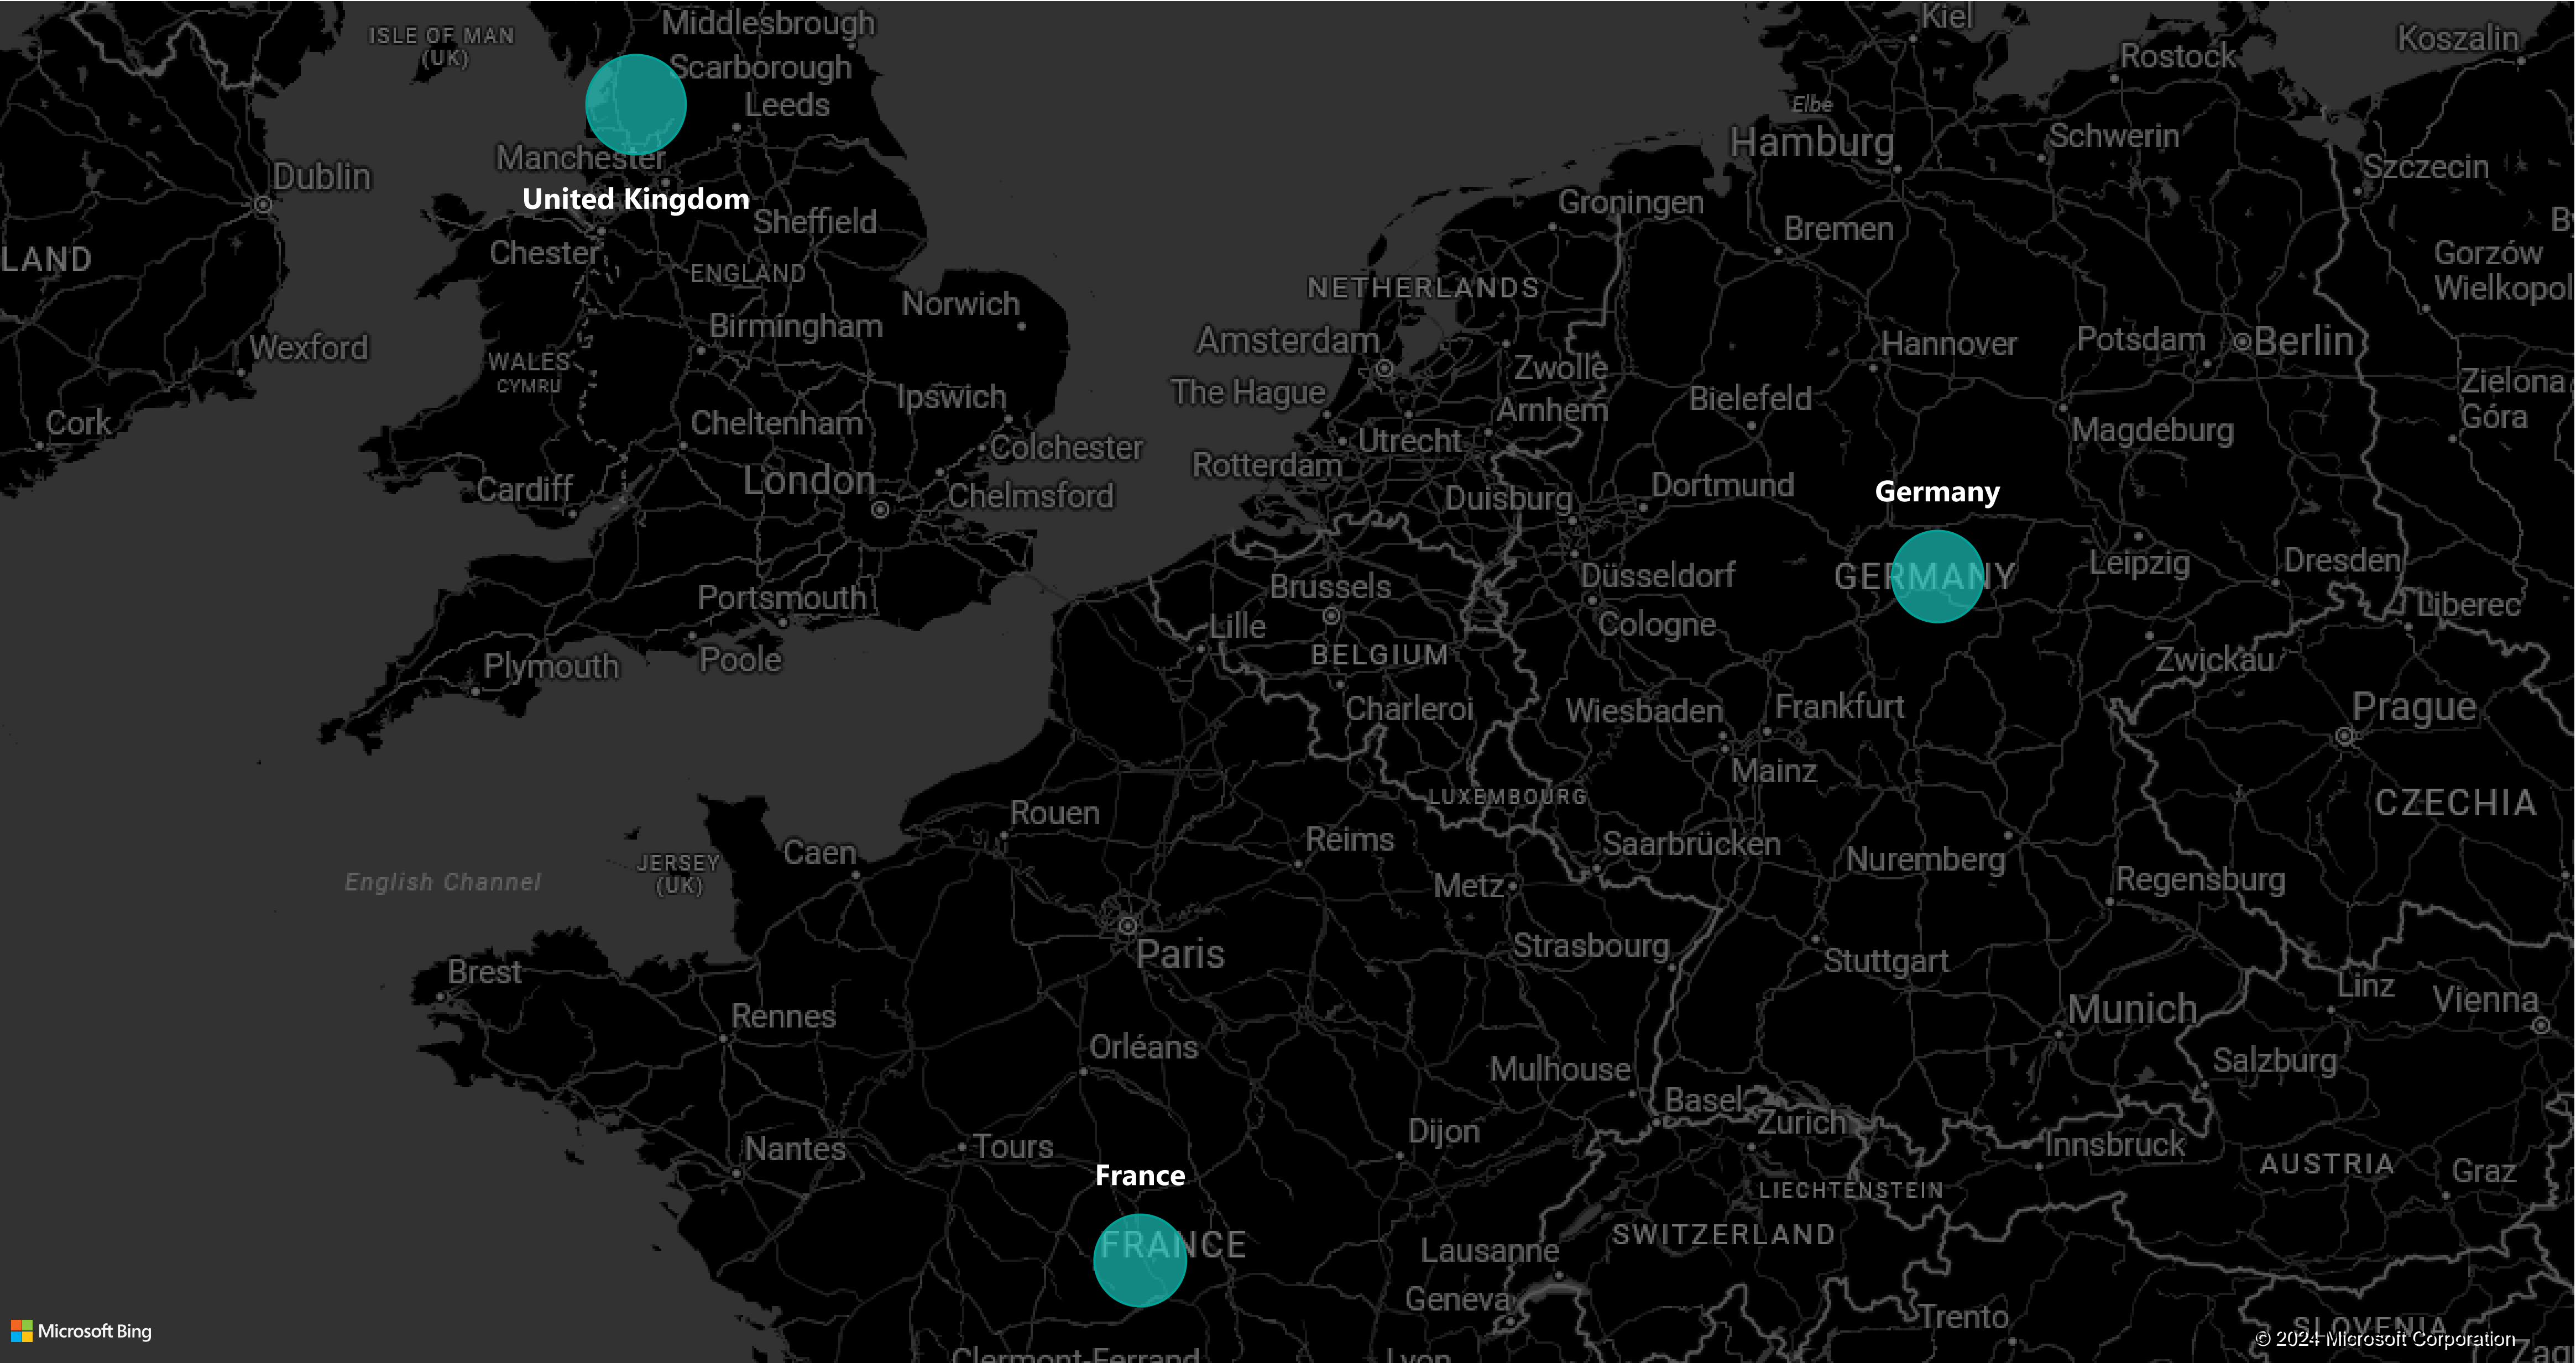 Middlesbrough
Kiel
ISLE OF MAN
(UK)
Koszalin
Rostock
Scarborough
Leeds
Elbe
Hamburg
Schwerin
Manchester
Szczecin
Dublin
United Kingdom
Groningen
Sheffield
Bremen
Chester
LAND
ENGLAND
Gorzów
Wielkopol
NETHERLANDS
Norwich
Birmingham
Amsterdam
Hannover
Potsdam
Berlin
Wexford
WALES
CYMRU
Zwolle
Zielona
Góra
The Hague
Ipswich
Bielefeld
Arnhem
Cork
Cheltenham
Magdeburg
Utrecht
Colchester
Rotterdam
London
Cardiff
Chelmsford
Duisburg
Dortmund
Germany
Leipzig
Dresden
GERMANY
Düsseldorf
Brussels
Portsmouth
Liberec
Lille
Cologne
BELGIUM
Plymouth
Poole
Zwickau
Charleroi
Wiesbaden
Frankfurt
Prague
Mainz
LUXEMBOURG
CZECHIA
Rouen
Reims
Saarbrücken
Caen
Nuremberg
JERSEY
(UK)
English Channel
Metz
Regensburg
Strasbourg
Paris
Stuttgart
Brest
Linz
Vienna
Rennes
Munich
Orléans
Salzburg
Mulhouse
Basel
Zurich
Dijon
Nantes
Tours
Innsbruck
AUSTRIA
Graz
France
LIECHTENSTEIN
FRANCE
SWITZERLAND
Lausanne
Geneva
Trento
SLOVENIA
Microsoft Bing
© 2024 Microsoft Corporation
Clermont-Ferrand
Lyon
Zag